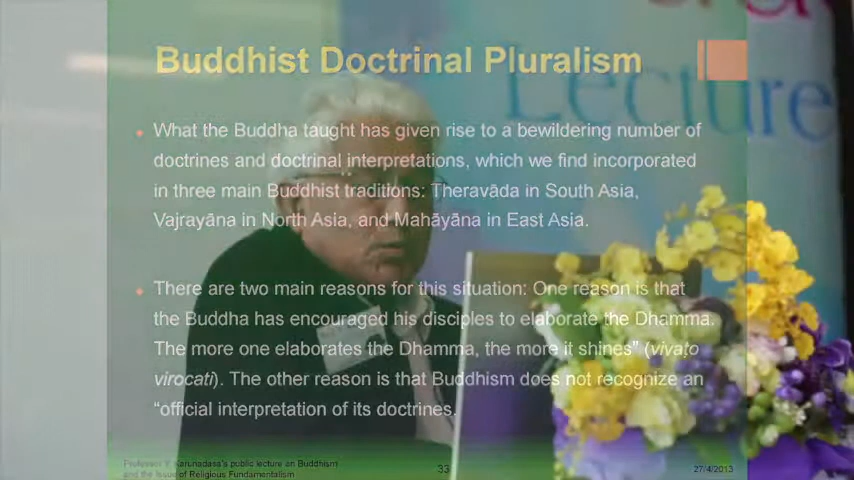 Lecture
Buddhist Doctrinal Pluralism
What the Buddha taught has given rise to a bewildering number of
doctrines and doctrinal interpretations, which we find incorporated
in three main Buddhist traditions: Theravāda in South Asia,
Vajrayāna in North Asia, and Mahāyāna in East Asia.
There are two main reasons for this situation: One reason is that
the Buddha has encouraged his disciples to elaborate the Dhamma.
The more one elaborates the Dhamma, the more it shines” (vivaṭo
virocati). The other reason is that Buddhism does not recognize an
“official interpretation of its doctrines.
Professor Y. Karunadasa's public lecture on Buddhism
and the Issue of Religious Fundamentalism
33
27/4/2013